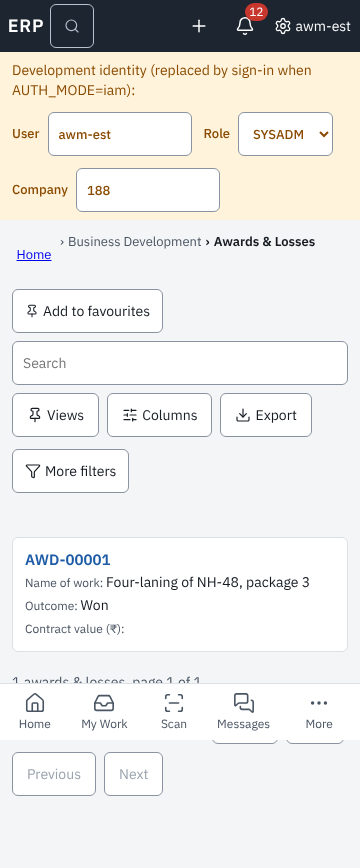 ERP
12
awm-est
Development identity (replaced by sign-in when
AUTH_MODE=iam):
User awm-est Role SYSADM
Company 188
Home › Business Development › Awards & Losses
Add to favourites
Search
Views Columns Export
More filters
AWD-00001
Name of work: Four-laning of NH-48, package 3
Outcome: Won
Contract value (₹):
1 awards & losses, page 1 of 1
Home My Work Scan Messages More
Previous Next